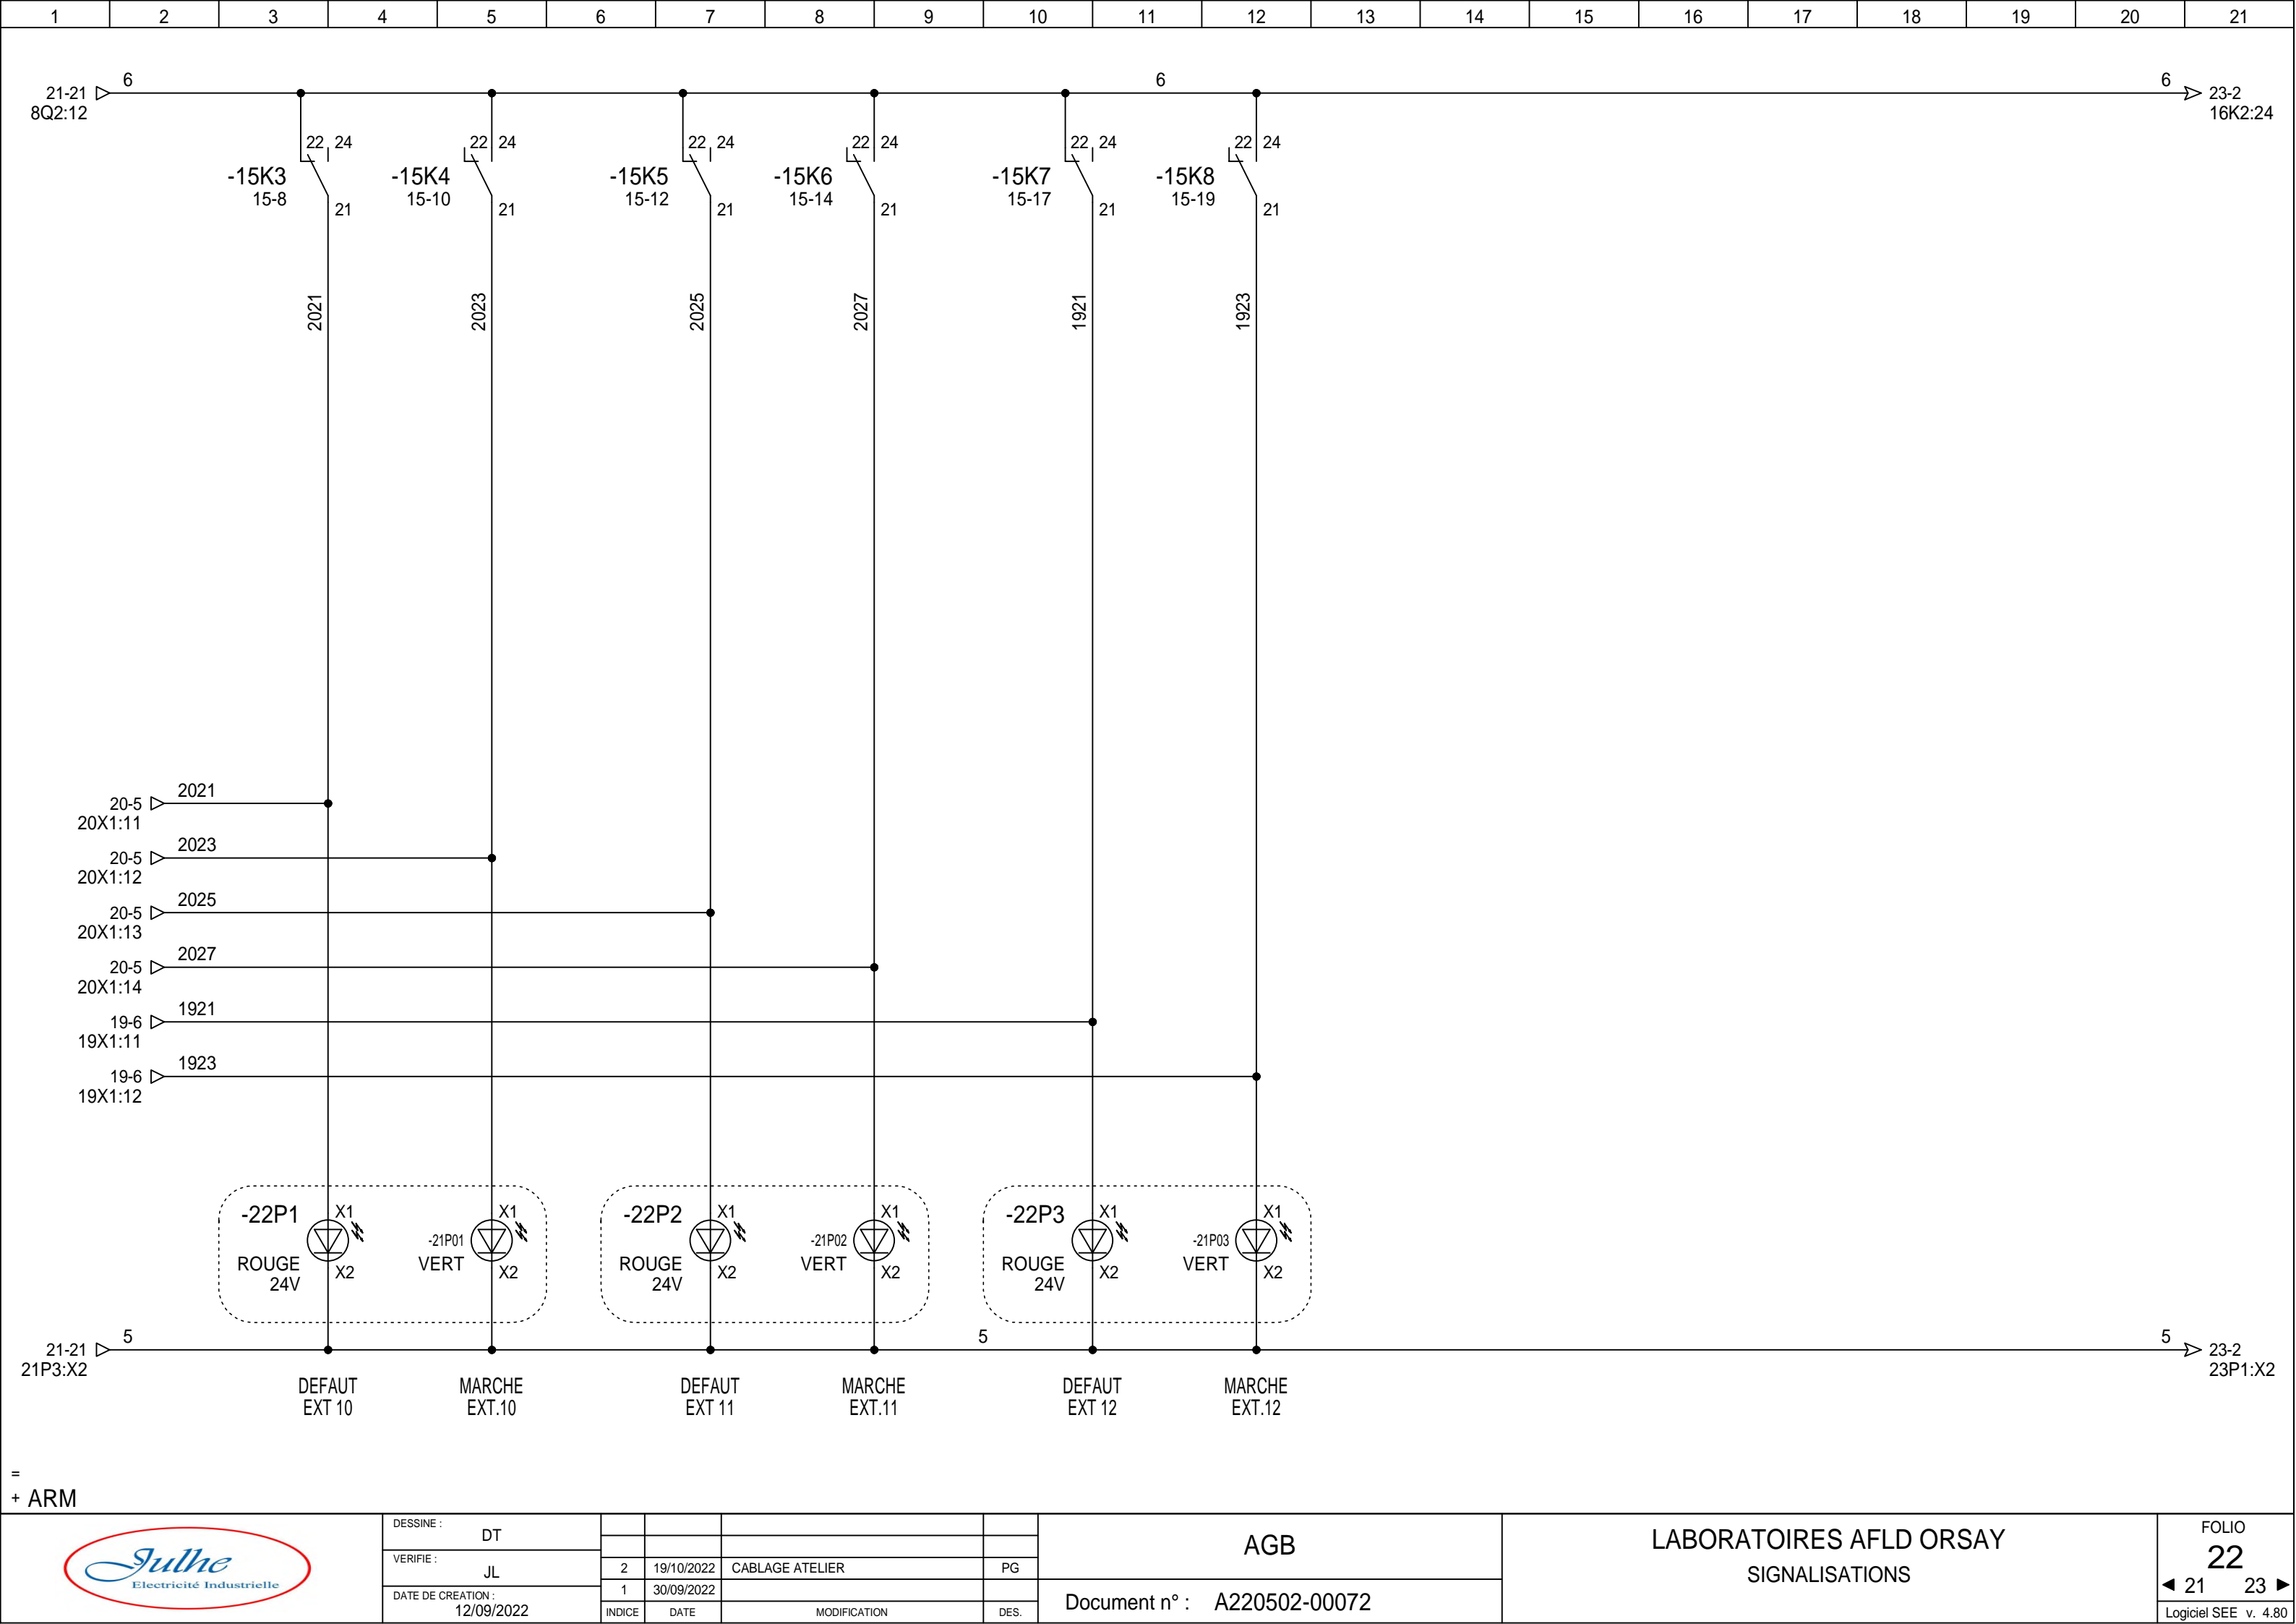 1 2 3 4 5 6 7 8 9 10 11 12 13 14 15 16 17 18 19 20 21
6 6 6
21-21 23-2
8Q2:12 16K2:24
22 24 22 24 22 24 22 24 22 24 22 24
-15K3 -15K4 -15K5 -15K6 -15K7 -15K8
15-8 15-10 15-12 15-14 15-17 15-19
21 21 21 21 21 21
2021 2023 2025 2027 1921 1923
2021
20-5
20X1:11
2023
20-5
20X1:12
2025
20-5
20X1:13
2027
20-5
20X1:14
1921
19-6
19X1:11
1923
19-6
19X1:12
-22P1 X1 X1 -22P2 X1 X1 -22P3 X1 X1
-21P01 -21P02 -21P03
ROUGE VERT ROUGE VERT ROUGE VERT
24V X2 X2 24V X2 X2 24V X2 X2
5 5 5
21-21 23-2
21P3:X2 23P1:X2
DEFAUT MARCHE DEFAUT MARCHE DEFAUT MARCHE
EXT 10 EXT.10 EXT 11 EXT.11 EXT 12 EXT.12
=
+ ARM
Julhe
Electricité Industrielle
DESSINE :
DT
VERIFIE :
JL
DATE DE CREATION :
12/09/2022
2 19/10/2022 CABLAGE ATELIER PG
1 30/09/2022
INDICE DATE MODIFICATION DES.
AGB
Document n° : A220502-00072
LABORATOIRES AFLD ORSAY
SIGNALISATIONS
FOLIO
22
21 23
Logiciel SEE v. 4.80